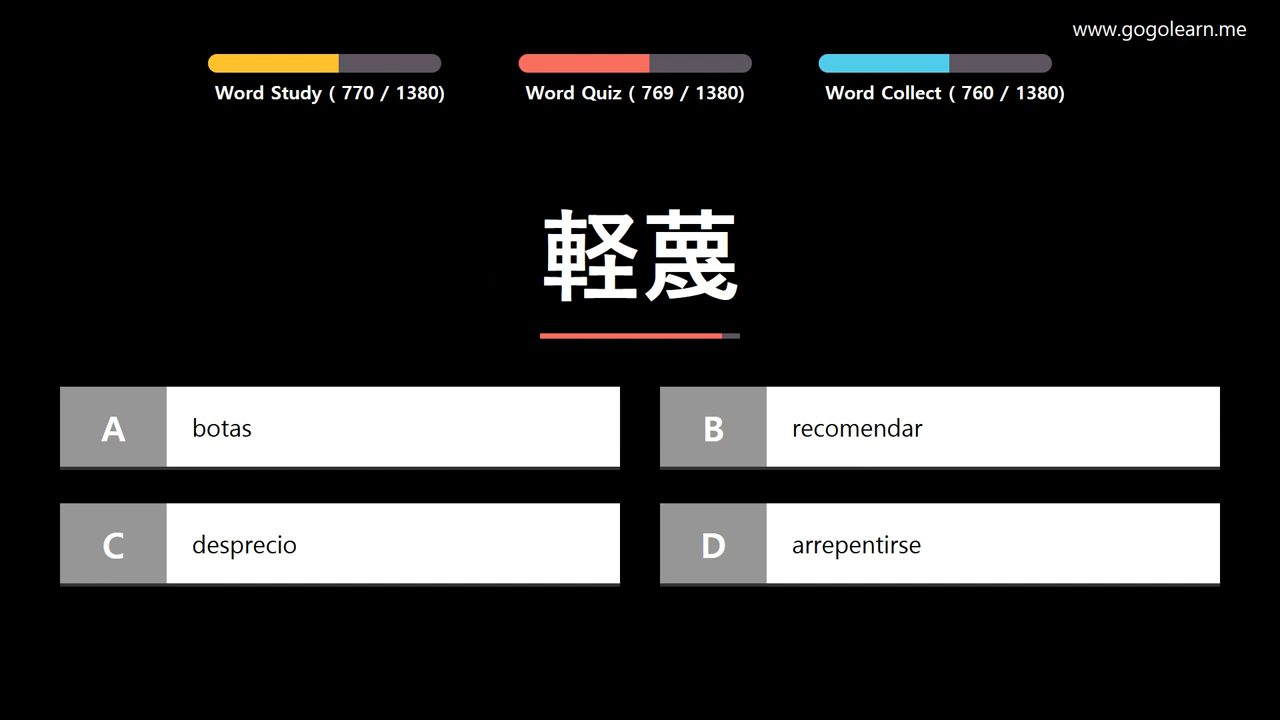 www.gogolearn.me
Word Study ( 770 / 1380)
Word Quiz ( 769 / 1380)
Word Collect ( 760 / 1380)
軽蔑
A botas
B recomendar
C desprecio
D arrepentirse